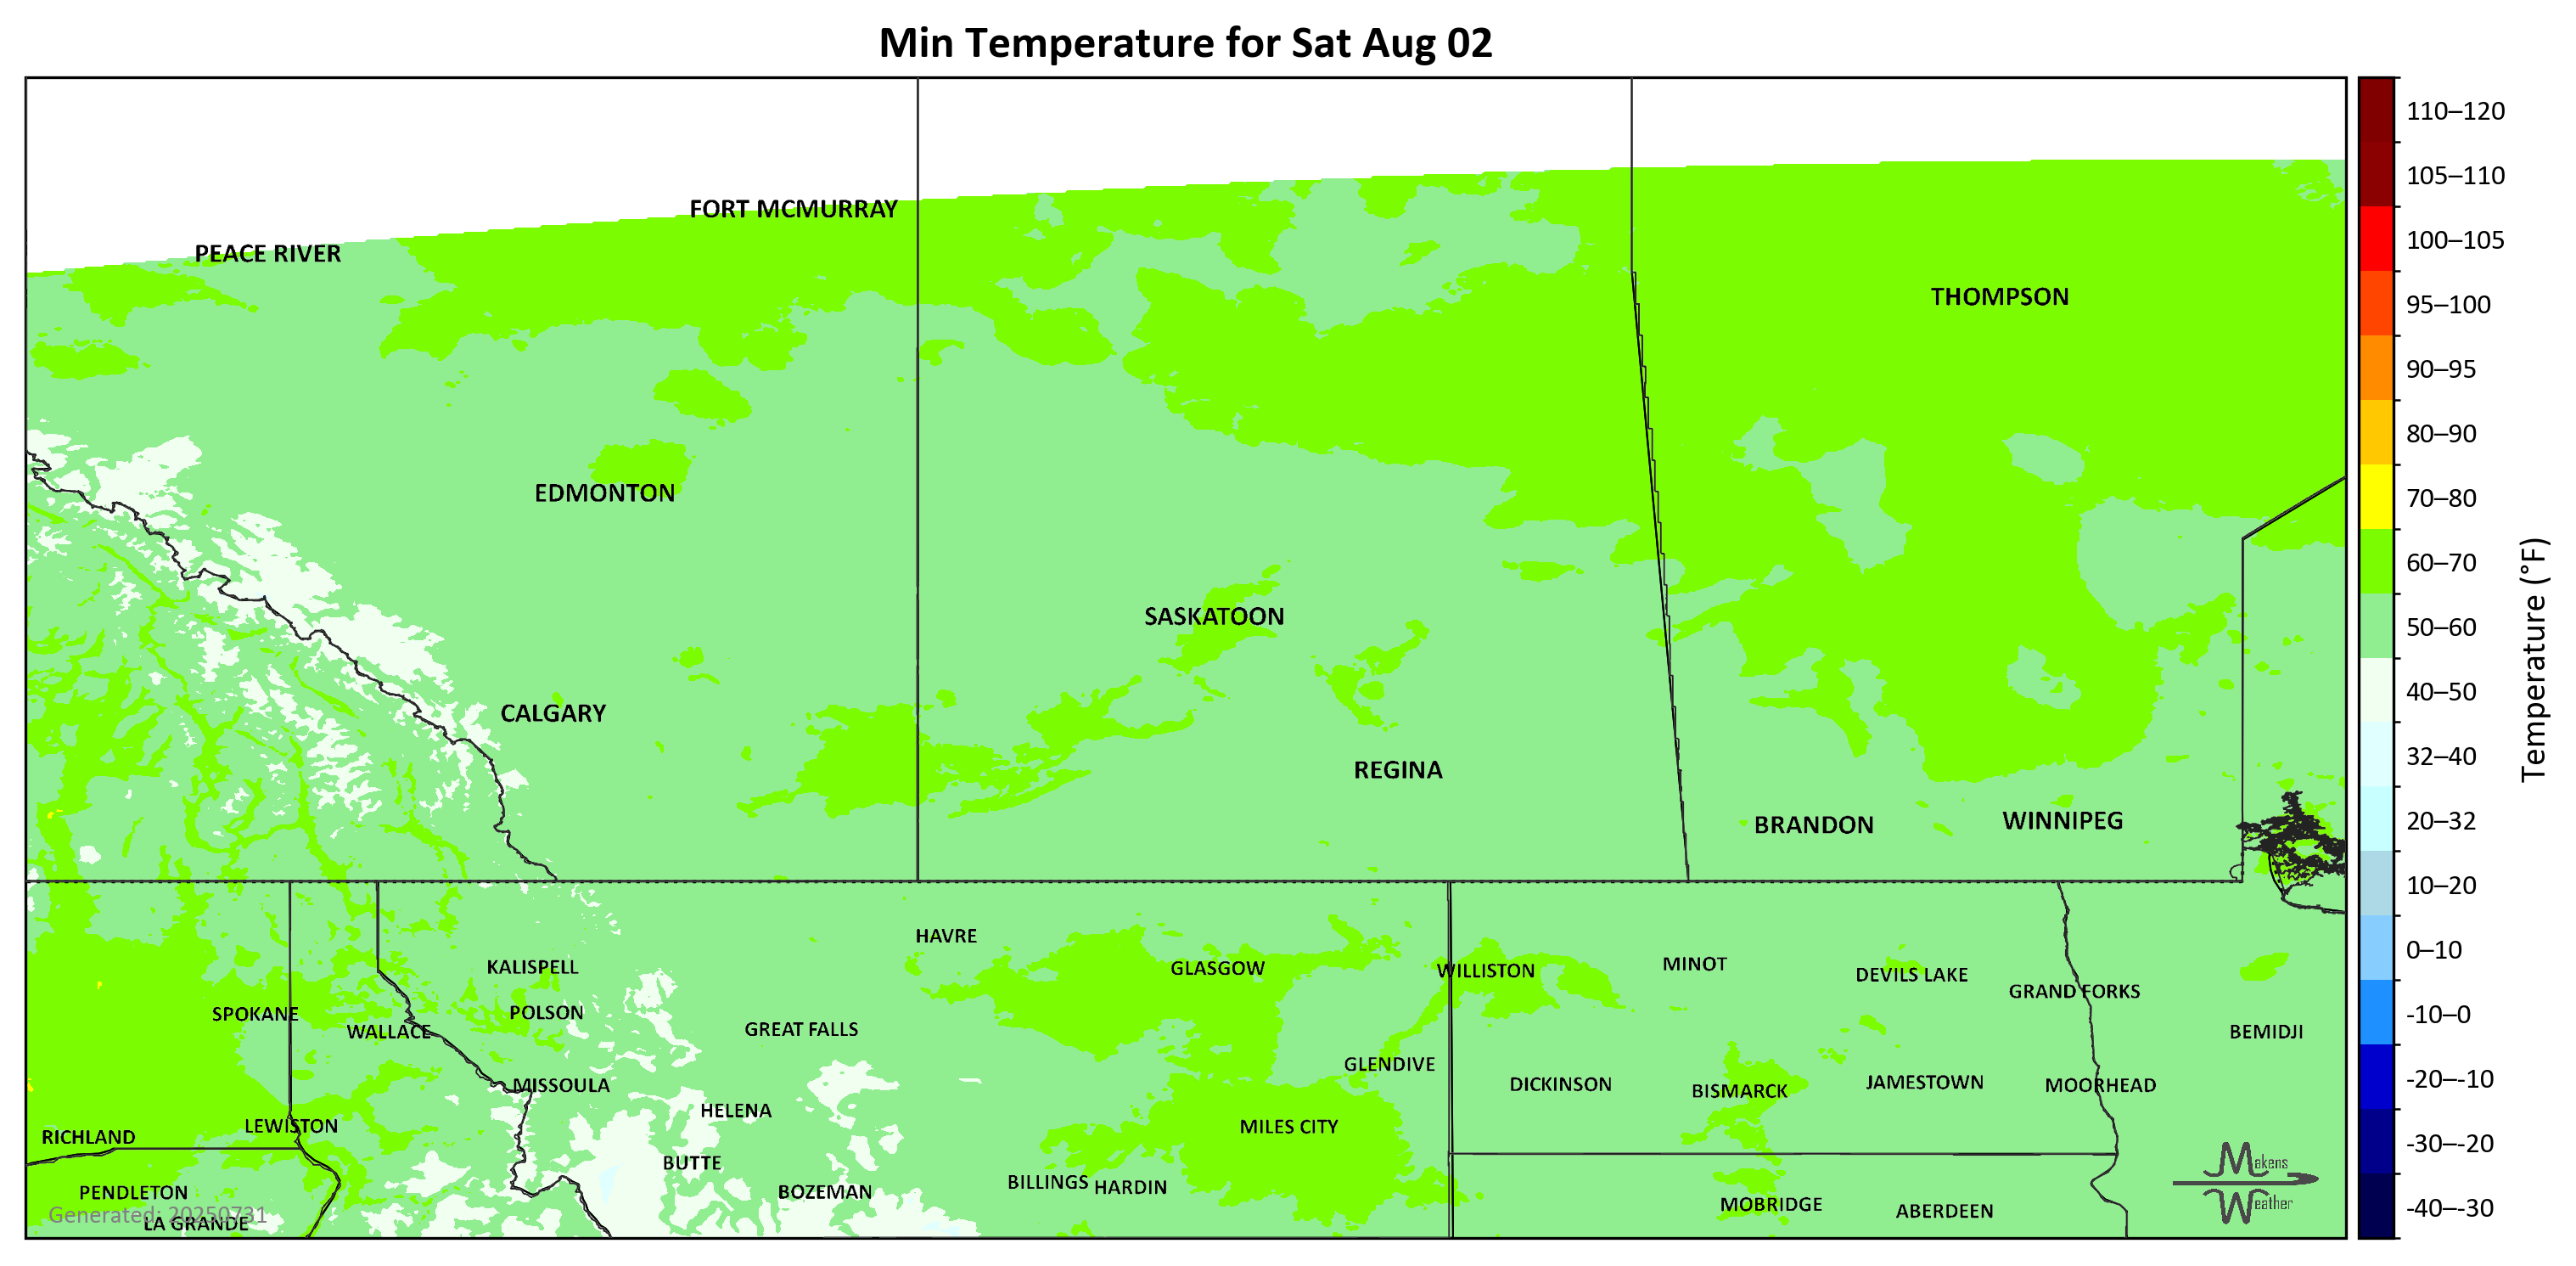 Min Temperature for Sat Aug 02
110–120
105–110
FORT MCMURRAY
100–105
PEACE RIVER
THOMPSON
95–100
90–95
80–90
EDMONTON
70–80
60–70
SASKATOON
50–60
Temperature (°F)
CALGARY
40–50
REGINA
32–40
BRANDON
WINNIPEG
20–32
10–20
HAVRE
0–10
KALISPELL
GLASGOW
WILLISTON
MINOT
DEVILS LAKE
GRAND FORKS
SPOKANE
POLSON
-10–0
WALLACE
GREAT FALLS
BEMIDJI
GLENDIVE
-20–-10
MISSOULA
DICKINSON
BISMARCK
JAMESTOWN
MOORHEAD
HELENA
LEWISTON
MILES CITY
RICHLAND
-30–-20
BUTTE
Makens
Weather
PENDLETON
BOZEMAN
BILLINGS
HARDIN
-40–-30
Generated: 20250731
LA GRANDE
MOBRIDGE
ABERDEEN